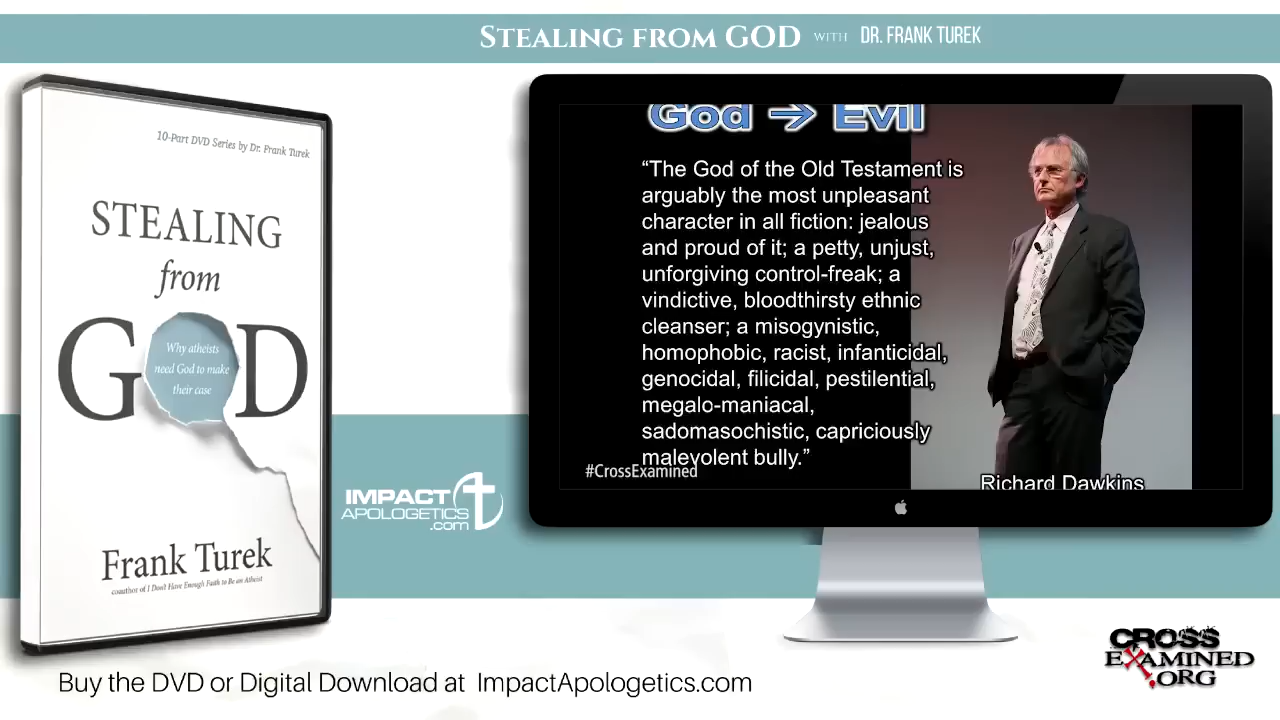 STEALING FROM GOD WITH DR. FRANK TUREK
10-Part DVD Series by Dr. Frank Turek
STEALING
from
GOD
Why atheists
need God to make
their case
Frank Turek
coauthor of I Don't Have Enough Faith to Be an Atheist
IMPACT
APOLOGETICS
.com
God → Evil
“The God of the Old Testament is
arguably the most unpleasant
character in all fiction: jealous
and proud of it; a petty, unjust,
unforgiving control-freak; a
vindictive, bloodthirsty ethnic
cleanser; a misogynistic,
homophobic, racist, infanticidal,
genocidal, filicidal, pestilential,
megalo-maniacal,
sadomasochistic, capriciously
malevolent bully.”
#CrossExamined
Richard Dawkins
CROSS
EXAMINED
.ORG
Buy the DVD or Digital Download at ImpactApologetics.com